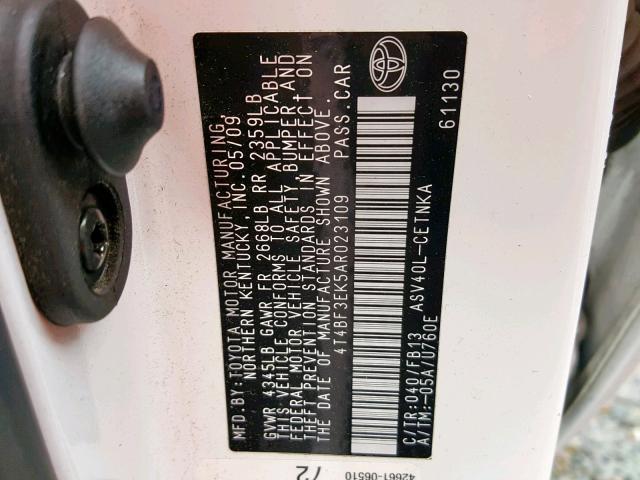 MFD.BY:TOYOTA MOTOR MANUFACTURING,
NORTHERN KENTUCKY, INC. 05/09
GVWR 4345LB GAWR FR 2668LB RR 2359LB
THIS VEHICLE CONFORMS TO ALL APPLICABLE
FEDERAL MOTOR VEHICLE SAFETY, BUMPER, AND
THEFT PREVENTION STANDARDS IN EFFECT ON
THE DATE OF MANUFACTURE SHOWN ABOVE.
4T4BF3EK5AR023109 PASS.CAR
C/TR:040/FB13 ASV40L-CETNKA
A/TM:-05A/U760E 61130
42661-06510
72